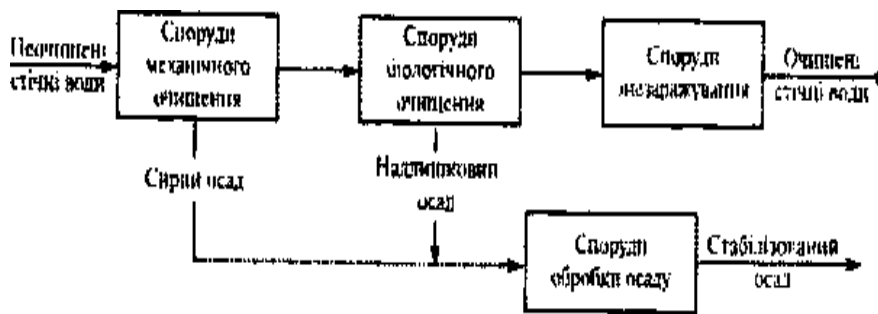 Неочищені
стічні води
Споруди
механічного
очищення
Споруди
біологічного
очищення
Споруди
знезаражування
Очищені
стічні води
Сирий осад
Надлишковий
осад
Споруди
обробки осаду
Стабілізований
осад